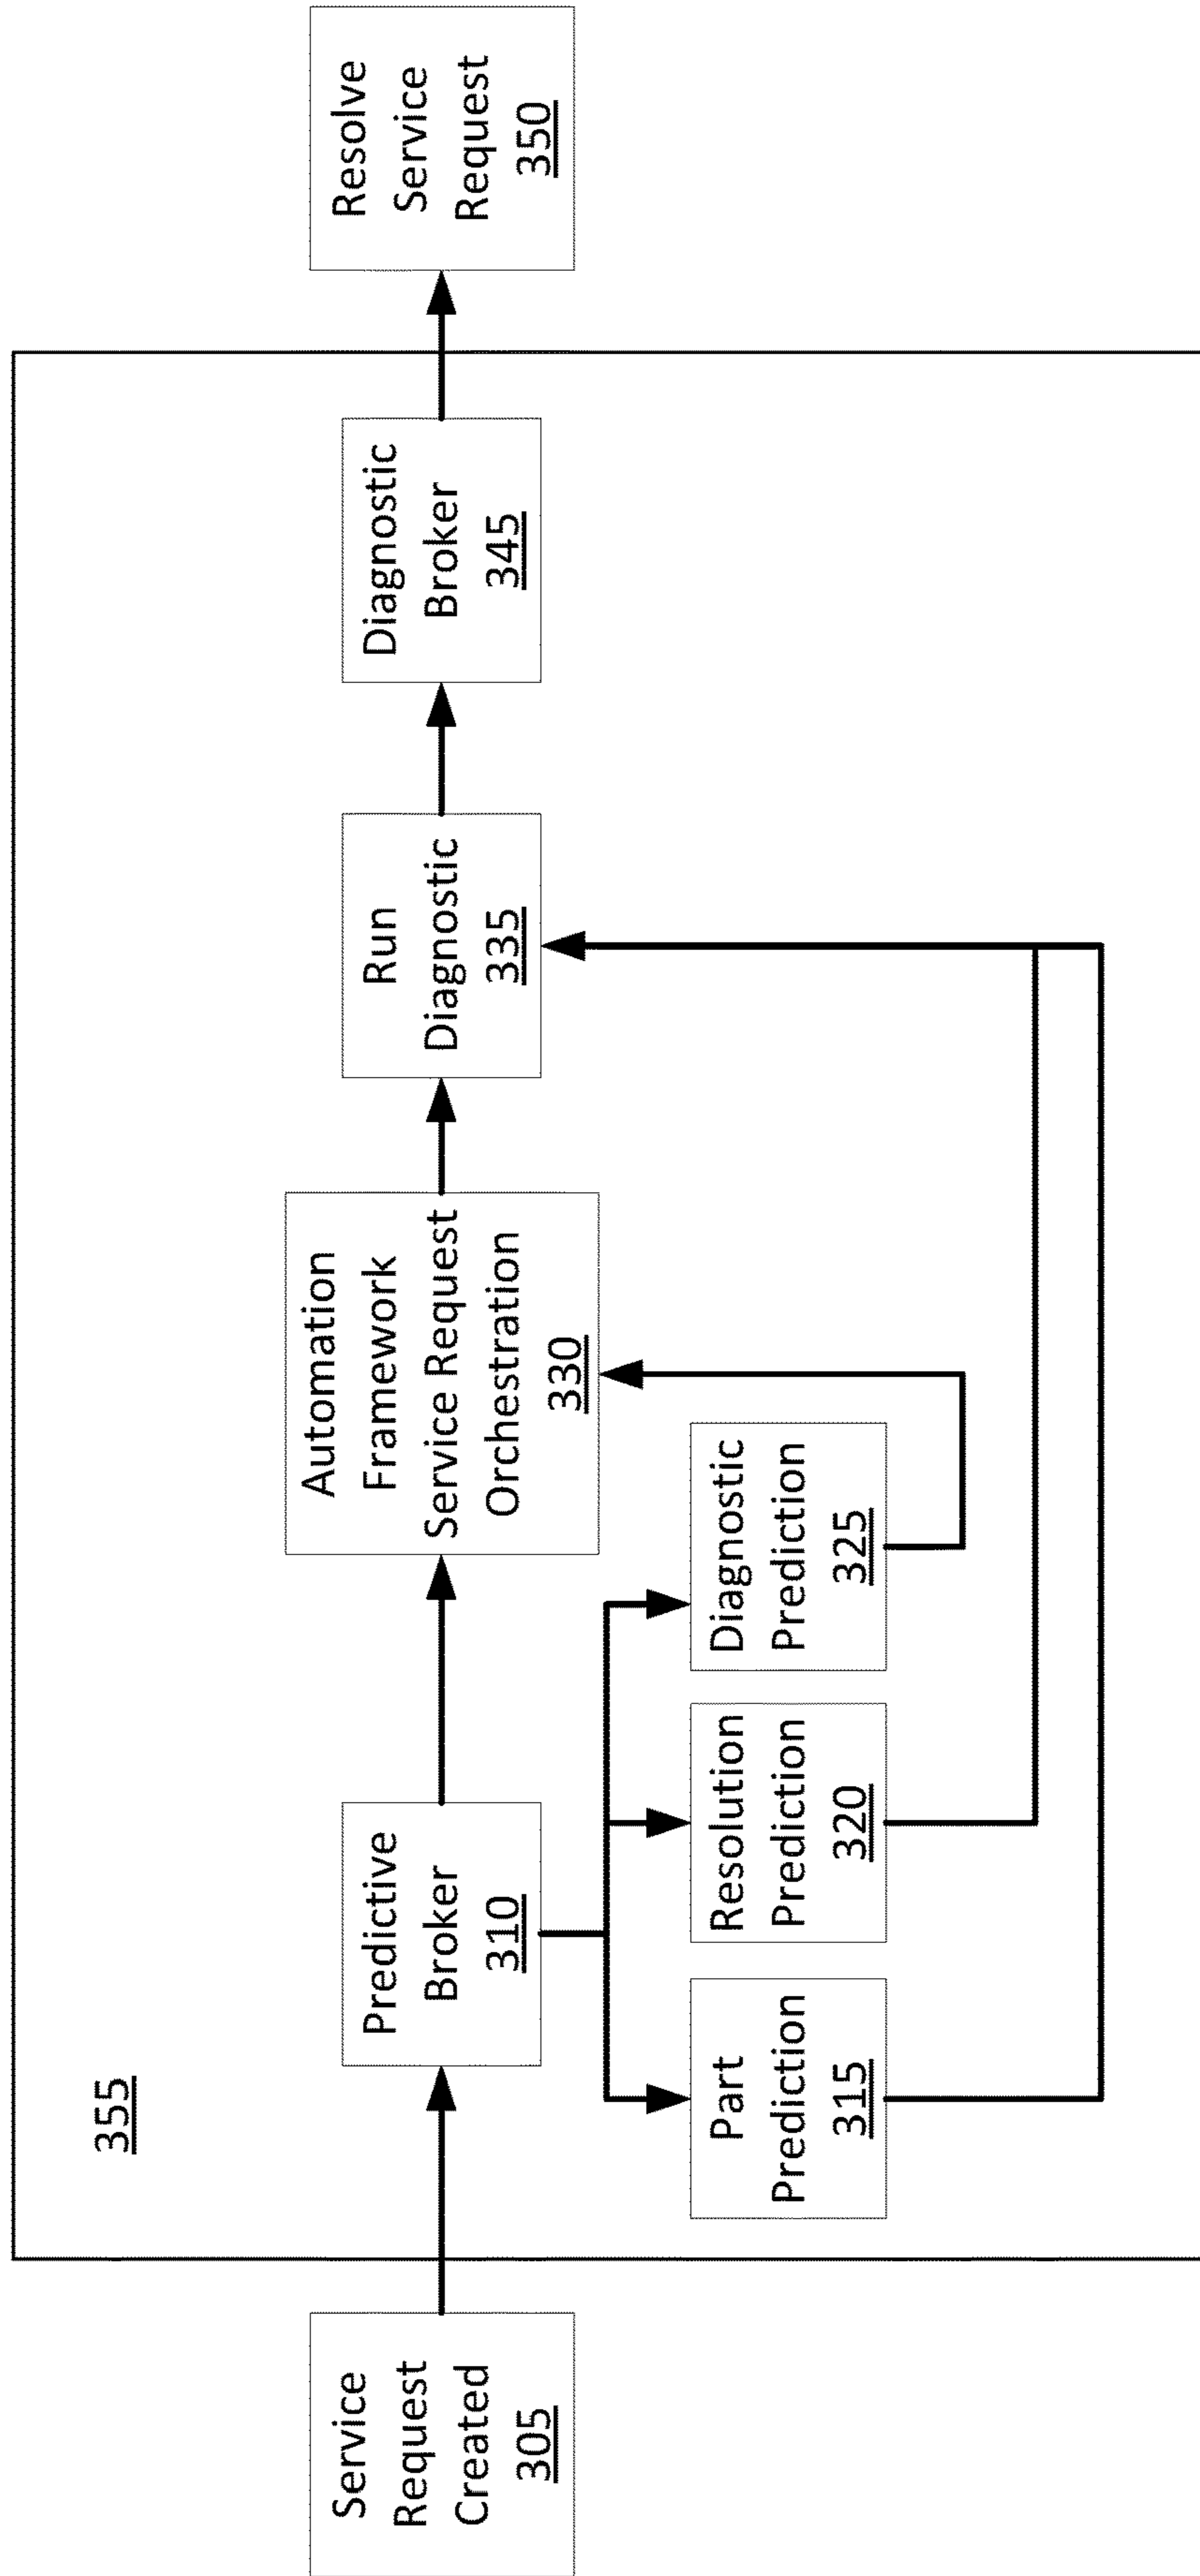 355
Service
Request
Created
305
Predictive
Broker
310
Automation
Framework
Service Request
Orchestration
330
Run
Diagnostic
335
Diagnostic
Broker
345
Resolve
Service
Request
350
Part
Prediction
315
Resolution
Prediction
320
Diagnostic
Prediction
325